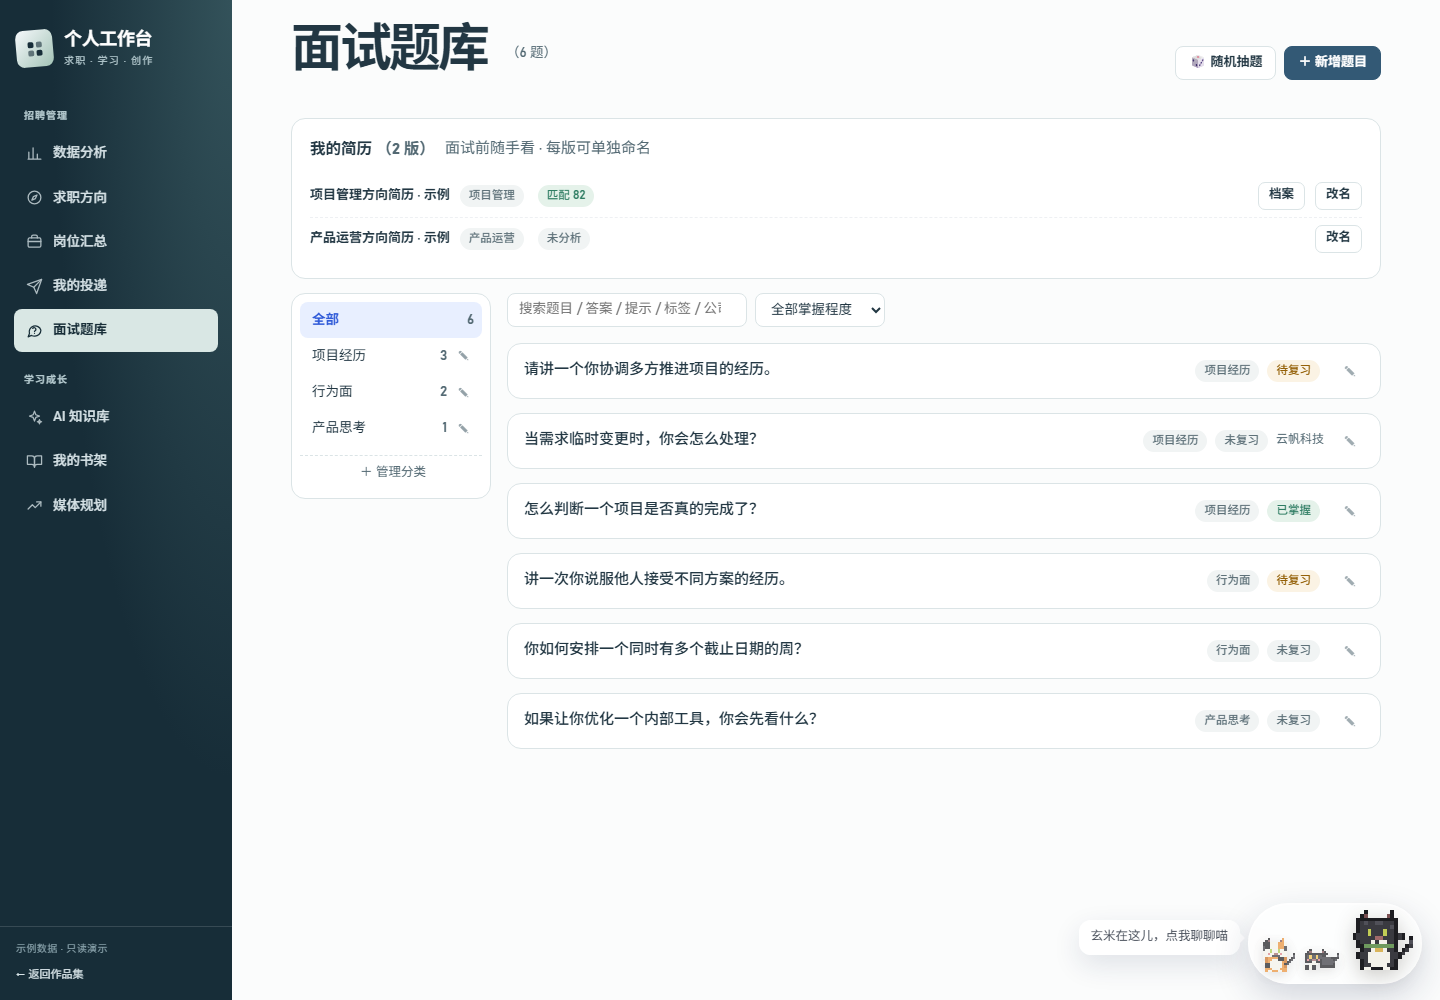 个人工作台
求职 · 学习 · 创作
招聘管理
数据分析
求职方向
岗位汇总
我的投递
面试题库
学习成长
AI 知识库
我的书架
媒体规划
示例数据 · 只读演示
← 返回作品集
面试题库 （6 题）
随机抽题
＋ 新增题目
我的简历 （2 版） 面试前随手看 · 每版可单独命名
项目管理方向简历 · 示例 项目管理 匹配 82 档案 改名
产品运营方向简历 · 示例 产品运营 未分析 改名
全部 6
项目经历 3
行为面 2
产品思考 1
＋ 管理分类
搜索题目 / 答案 / 提示 / 标签 / 公 全部掌握程度
请讲一个你协调多方推进项目的经历。 项目经历 待复习
当需求临时变更时，你会怎么处理？ 项目经历 未复习 云帆科技
怎么判断一个项目是否真的完成了？ 项目经历 已掌握
讲一次你说服他人接受不同方案的经历。 行为面 待复习
你如何安排一个同时有多个截止日期的周？ 行为面 未复习
如果让你优化一个内部工具，你会先看什么？ 产品思考 未复习
玄米在这儿，点我聊聊喵